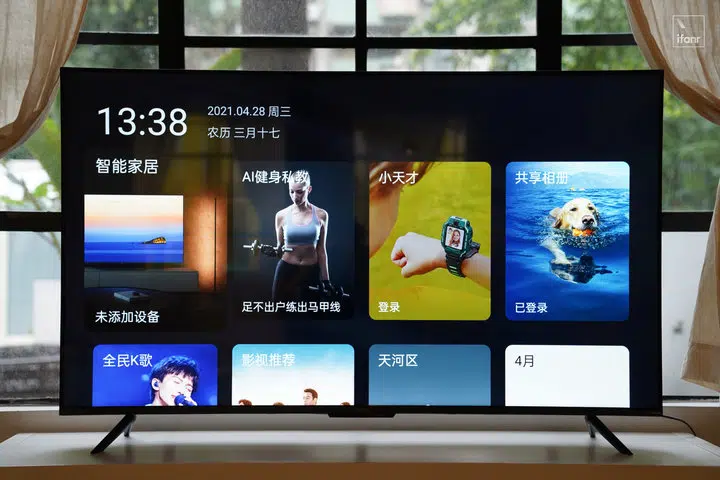 ifanr
13:38
2021.04.28 周三
农历 三月十七
智能家居
AI健身私教
小天才
共享相册
未添加设备
足不出户练出马甲线
登录
已登录
全民K歌
影视推荐
天河区
4月